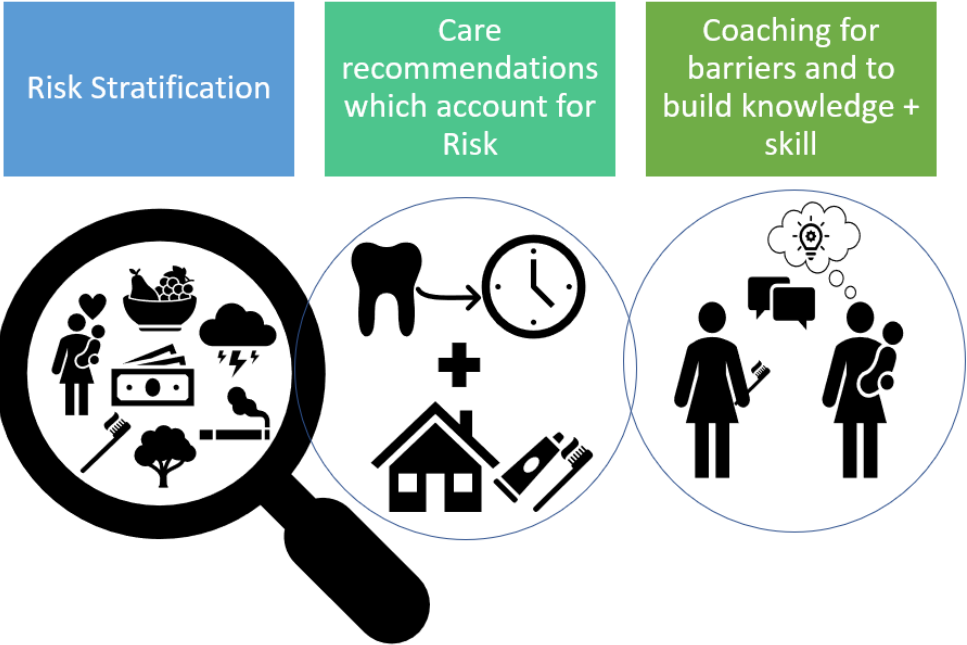 Risk Stratification
Care
recommendations
which account for
Risk
Coaching for
barriers and to
build knowledge +
skill